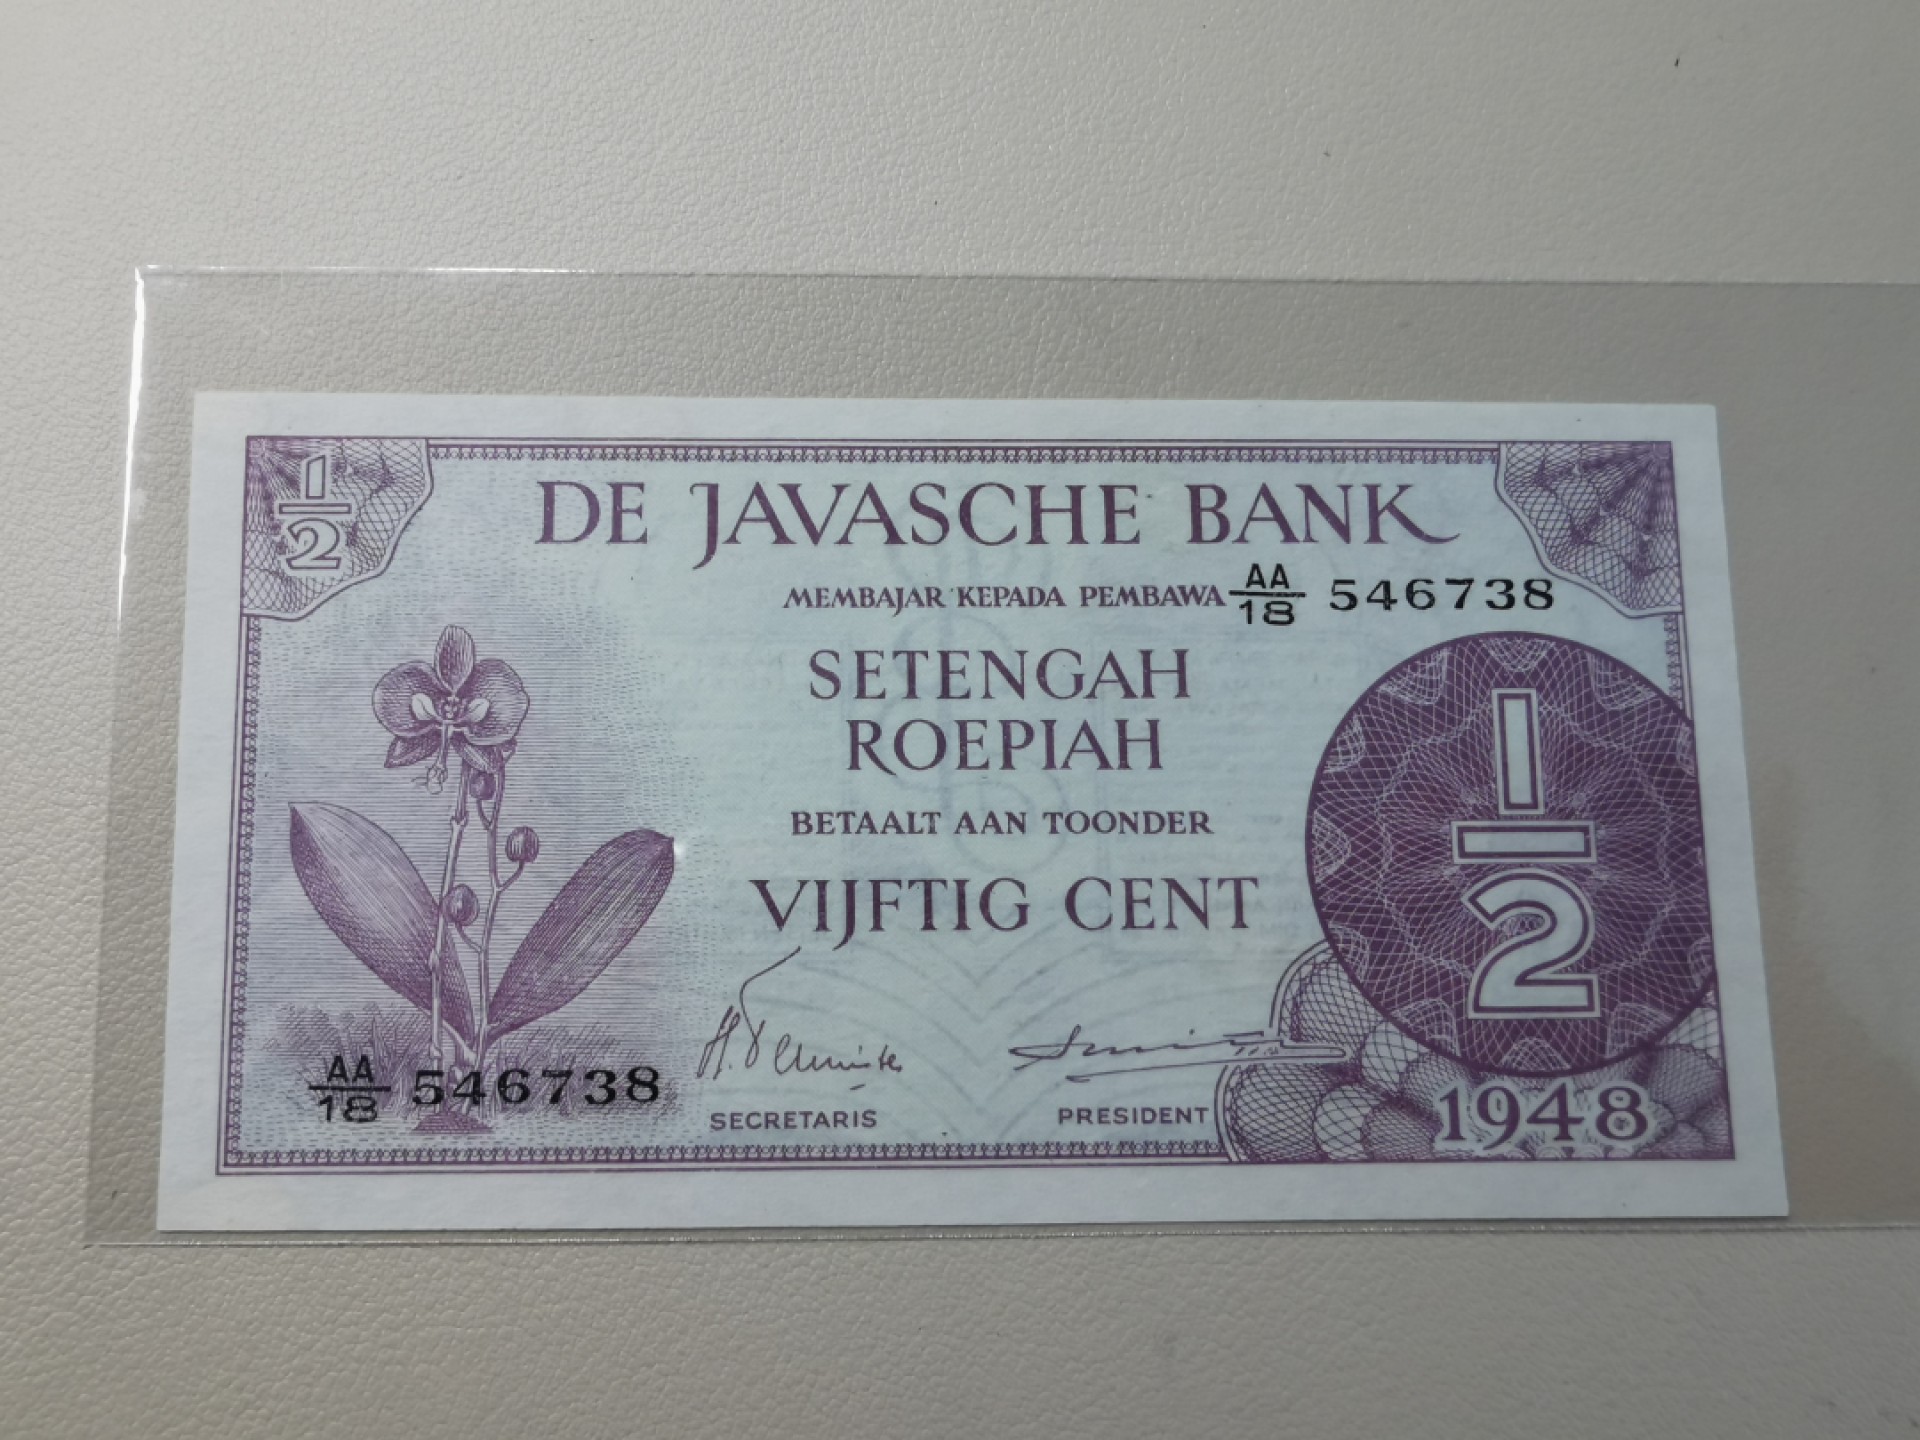 1/2
DE JAVASCHE BANK
MEMBAJAR KEPADA PEMBAWA
AA/18 546738
SETENGAH
ROEPIAH
BETAALT AAN TOONDER
VIJFTIG CENT
1/2
AA/18 546738
SECRETARIS
PRESIDENT
1948